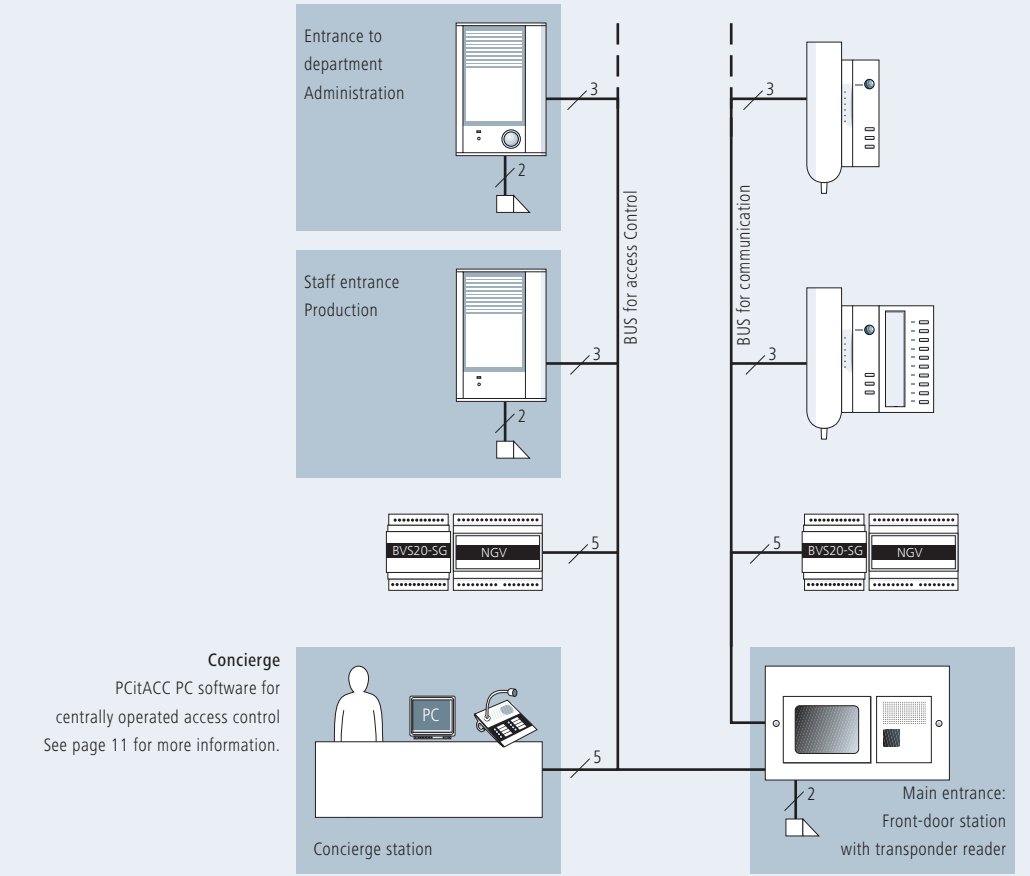 Entrance to
department
Administration
3
2
3
BUS for access Control
BUS for communication
Staff entrance
Production
3
2
3
BVS20-SG
NGV
5
5
BVS20-SG
NGV
Concierge
PCitACC PC software for
centrally operated access control
See page 11 for more information.
PC
5
Concierge station
2
Main entrance:
Front-door station
with transponder reader